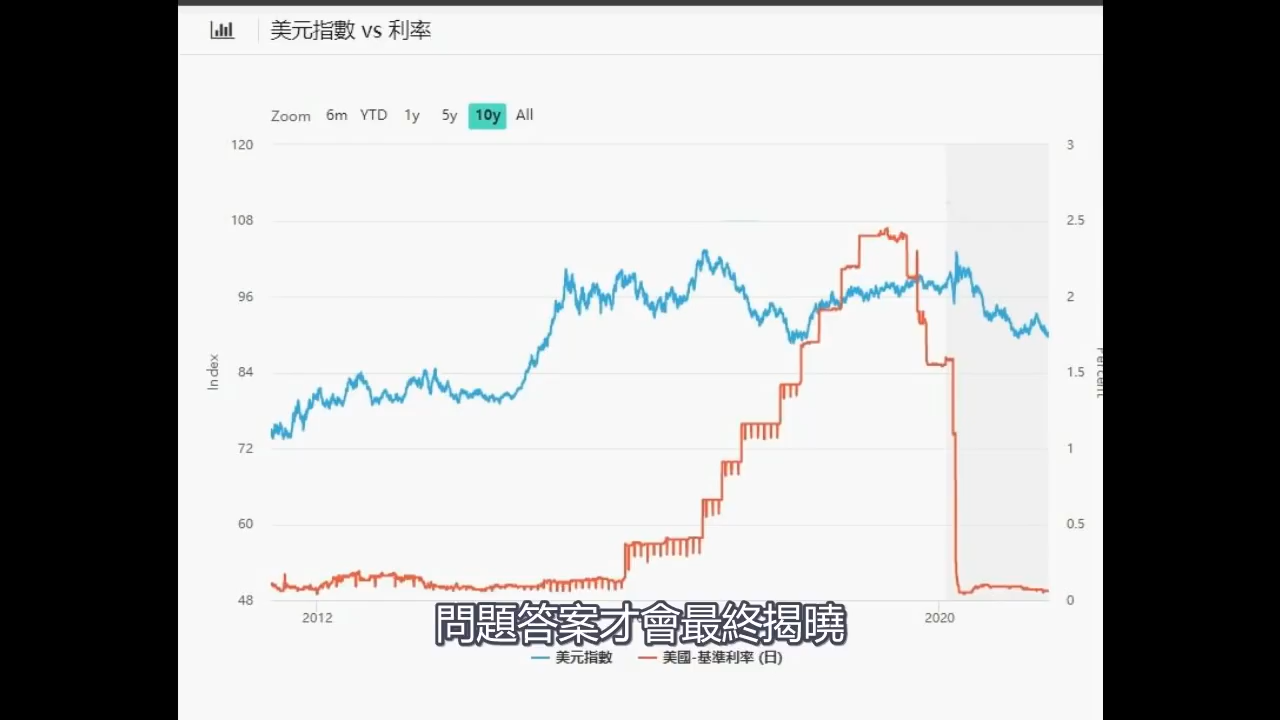 美元指數 vs 利率
Zoom 6m YTD 1y 5y 10y All
120 3
108 2.5
96 2
84 1.5
72 1
60 0.5
48 0
Index
Percent
2012 2020
問題答案才會最終揭曉
美元指數 美國-基準利率 (日)